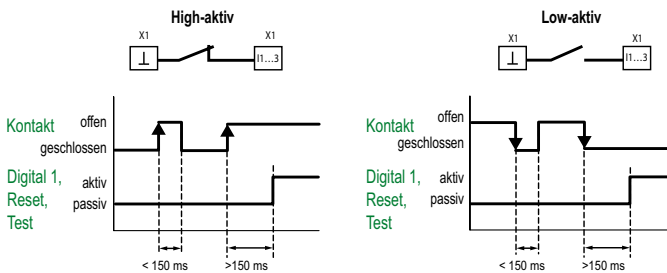 High-aktiv
X1 X1
⊥ I1...3
Kontakt offen
geschlossen
Digital 1, aktiv
Reset, passiv
Test
< 150 ms >150 ms
Low-aktiv
X1 X1
⊥ I1...3
Kontakt offen
geschlossen
Digital 1, aktiv
Reset, passiv
Test
< 150 ms >150 ms